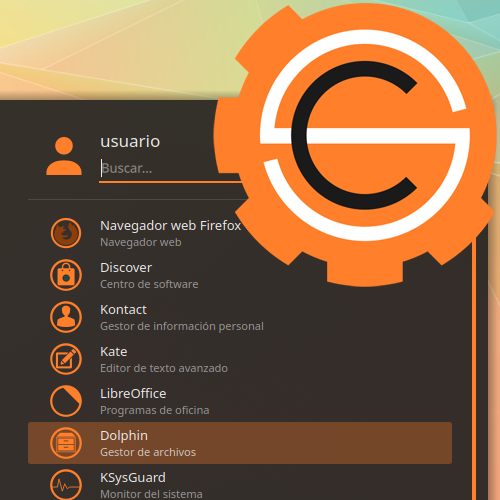 usuario
Buscar...
Navegador web Firefox
Navegador web
Discover
Centro de software
Kontact
Gestor de información personal
Kate
Editor de texto avanzado
LibreOffice
Programas de oficina
Dolphin
Gestor de archivos
KSysGuard
Monitor del sistema